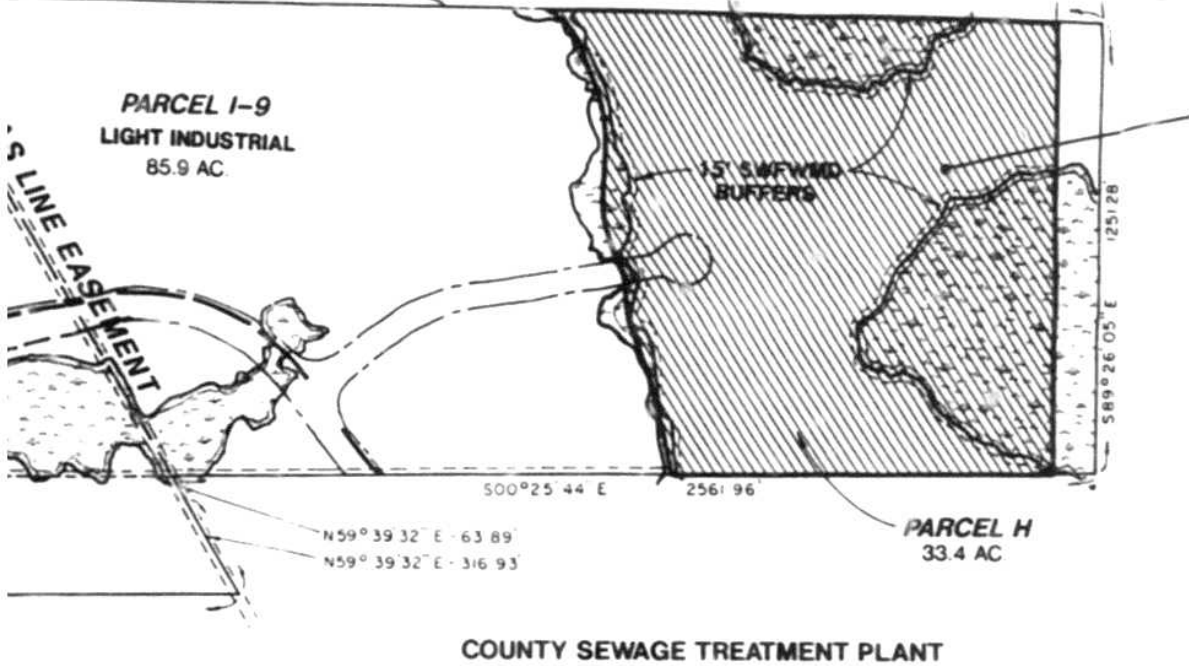 PARCEL I-9
LIGHT INDUSTRIAL
85.9 AC.
AS LINE EASEMENT
15' SWFWMD
BUFFERS
1251.28'
S89°26'05"E
S00°25'44"E 2561.96'
N59°39'32"E - 63.89'
N59°39'32"E - 316.93'
PARCEL H
33.4 AC
COUNTY SEWAGE TREATMENT PLANT